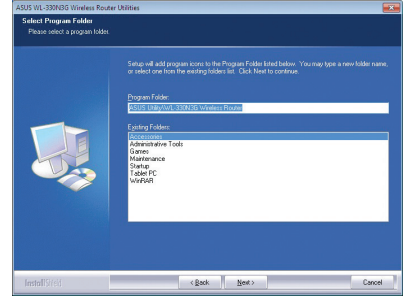 ASUS WL-330N3G Wireless Router Utilities
Select Program Folder
Please select a program folder.
Setup will add program icons to the Program Folder listed below. You may type a new folder name,
or select one from the existing folders list. Click Next to continue.
Program Folder:
ASUS Utility\WL-330N3G Wireless Router
Existing Folders:
Accessories
Administrative Tools
Games
Maintenance
Startup
Tablet PC
WinRAR
InstallShield
< Back
Next >
Cancel